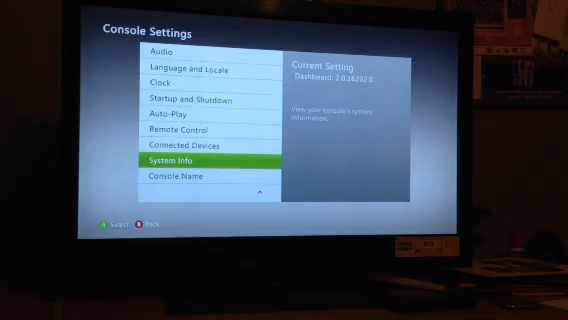 Console Settings
Audio
Language and Locale
Clock
Startup and Shutdown
Auto-Play
Remote Control
Connected Devices
System Info
Console Name
Current Setting
Dashboard: 2.0.16202.0
View your console's system
information.
A Select B Back